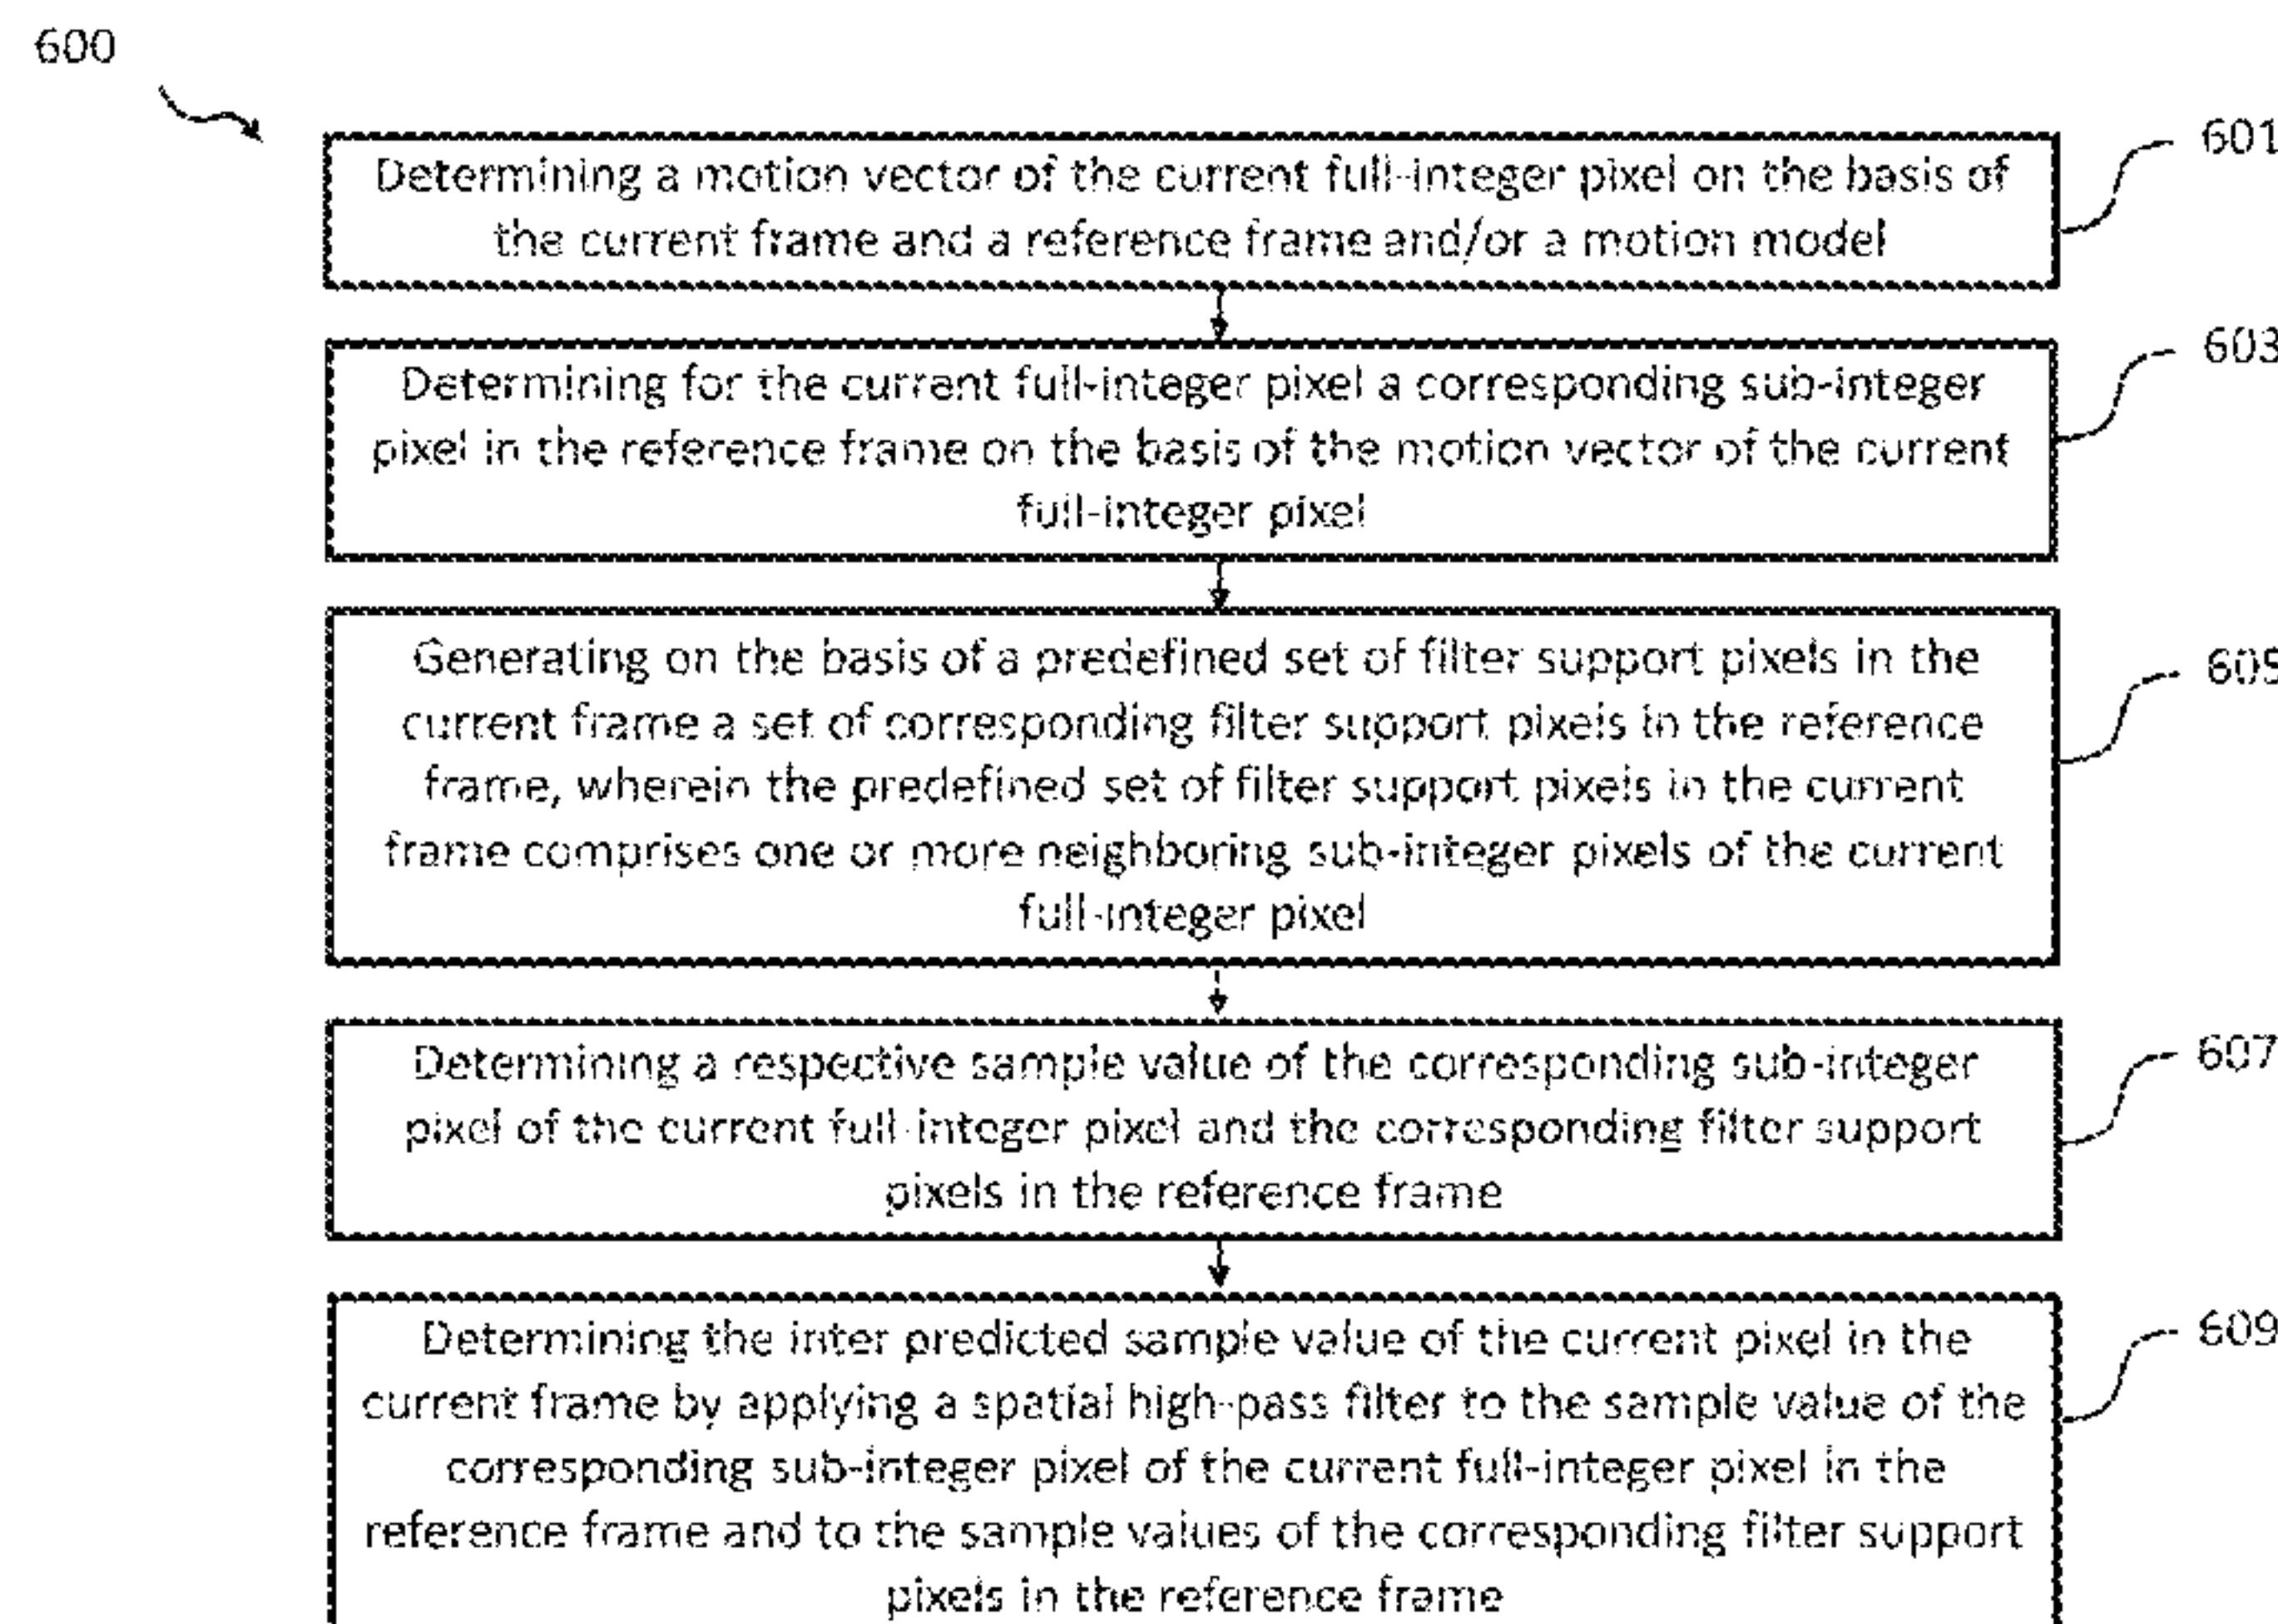 600
601
Determining a motion vector of the current full-integer pixel on the basis of
the current frame and a reference frame and/or a motion model
603
Determining for the current full-integer pixel a corresponding sub-integer
pixel in the reference frame on the basis of the motion vector of the current
full-integer pixel
605
Generating on the basis of a predefined set of filter support pixels in the
current frame a set of corresponding filter support pixels in the reference
frame, wherein the predefined set of filter support pixels in the current
frame comprises one or more neighboring sub-integer pixels of the current
full-integer pixel
607
Determining a respective sample value of the corresponding sub-integer
pixel of the current full-integer pixel and the corresponding filter support
pixels in the reference frame
609
Determining the inter predicted sample value of the current pixel in the
current frame by applying a spatial high-pass filter to the sample value of the
corresponding sub-integer pixel of the current full-integer pixel in the
reference frame and to the sample values of the corresponding filter support
pixels in the reference frame